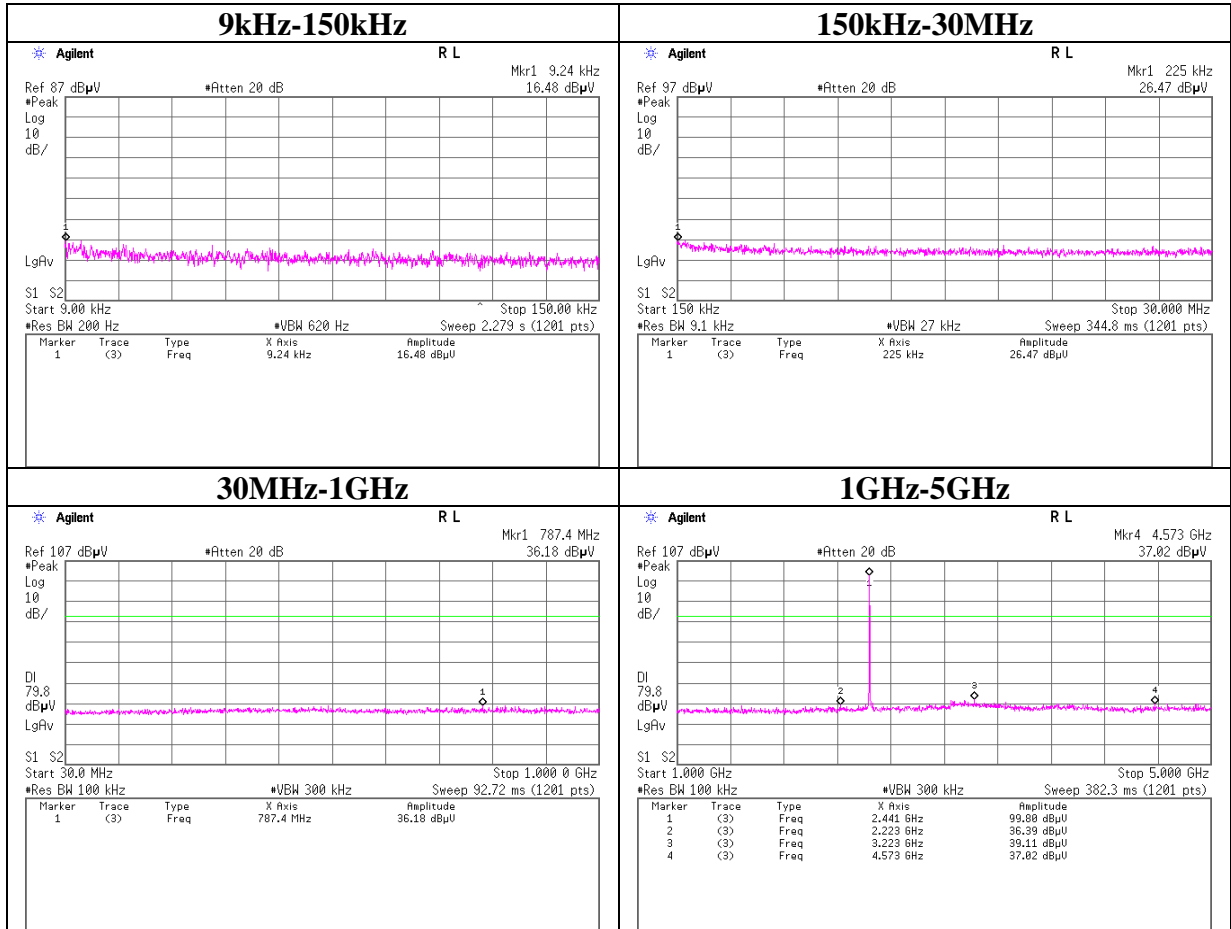 9kHz-150kHz
Agilent R L
Mkr1 9.24 kHz
Ref 87 dBµV #Atten 20 dB 16.48 dBµV
#Peak
Log
10
dB/
1
LgAv
S1 S2
Start 9.00 kHz ^ Stop 150.00 kHz
#Res BW 200 Hz #VBW 620 Hz Sweep 2.279 s (1201 pts)
Marker Trace Type X Axis Amplitude
1 (3) Freq 9.24 kHz 16.48 dBµV
150kHz-30MHz
Agilent R L
Mkr1 225 kHz
Ref 97 dBµV #Atten 20 dB 26.47 dBµV
#Peak
Log
10
dB/
1
LgAv
S1 S2
Start 150 kHz Stop 30.000 MHz
#Res BW 9.1 kHz #VBW 27 kHz Sweep 344.8 ms (1201 pts)
Marker Trace Type X Axis Amplitude
1 (3) Freq 225 kHz 26.47 dBµV
30MHz-1GHz
Agilent R L
Mkr1 787.4 MHz
Ref 107 dBµV #Atten 20 dB 36.18 dBµV
#Peak
Log
10
dB/
DI
79.8
dBµV
1
LgAv
S1 S2
Start 30.0 MHz Stop 1.000 0 GHz
#Res BW 100 kHz #VBW 300 kHz Sweep 92.72 ms (1201 pts)
Marker Trace Type X Axis Amplitude
1 (3) Freq 787.4 MHz 36.18 dBµV
1GHz-5GHz
Agilent R L
Mkr4 4.573 GHz
Ref 107 dBµV #Atten 20 dB 37.02 dBµV
#Peak
Log
10
dB/
1
DI
79.8
dBµV
2 3 4
LgAv
S1 S2
Start 1.000 GHz Stop 5.000 GHz
#Res BW 100 kHz #VBW 300 kHz Sweep 382.3 ms (1201 pts)
Marker Trace Type X Axis Amplitude
1 (3) Freq 2.441 GHz 99.80 dBµV
2 (3) Freq 2.223 GHz 36.39 dBµV
3 (3) Freq 3.223 GHz 39.11 dBµV
4 (3) Freq 4.573 GHz 37.02 dBµV